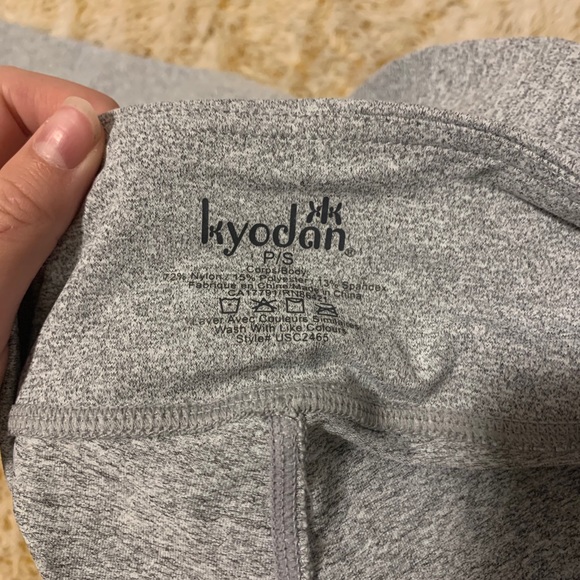 kyodan®
P/S
Corps/Body:
72% Nylon / 15% Polyester / 13% Spandex
Fabriqué en Chine/Made in China
Laver Avec Couleurs Similaires
Wash With Like Colours
Style# USC2465